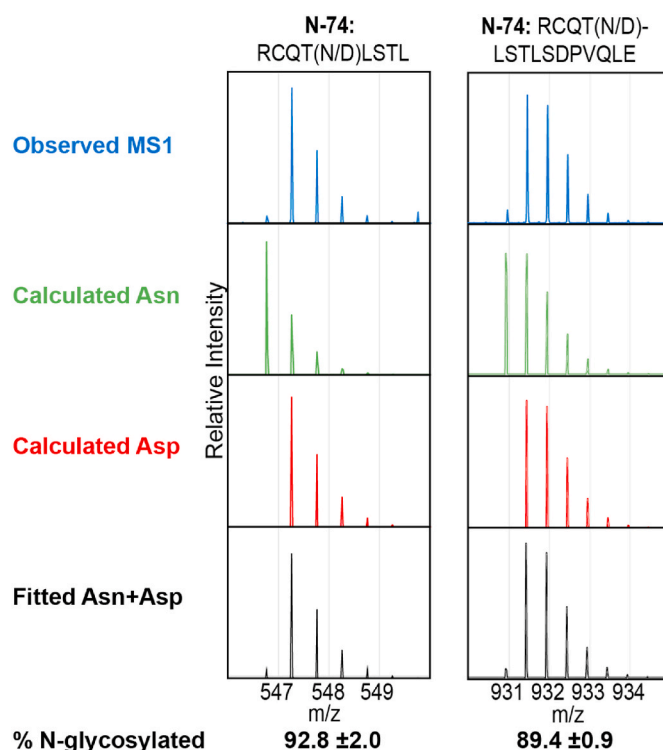 N-74:
RCQT(N/D)LSTL
N-74: RCQT(N/D)-
LSTLSDPVQLE
Observed MS1
Calculated Asn
Relative Intensity
Calculated Asp
Fitted Asn+Asp
547 548 549
m/z
931 932 933 934
m/z
% N-glycosylated 92.8 ±2.0 89.4 ±0.9